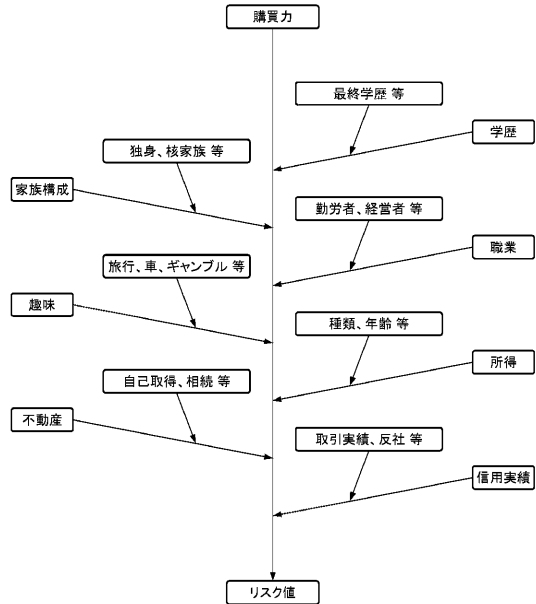 購買力
最終学歴 等
学歴
独身、核家族 等
家族構成
勤労者、経営者 等
職業
旅行、車、ギャンブル 等
趣味
種類、年齢 等
所得
自己取得、相続 等
不動産
取引実績、反社 等
信用実績
リスク値